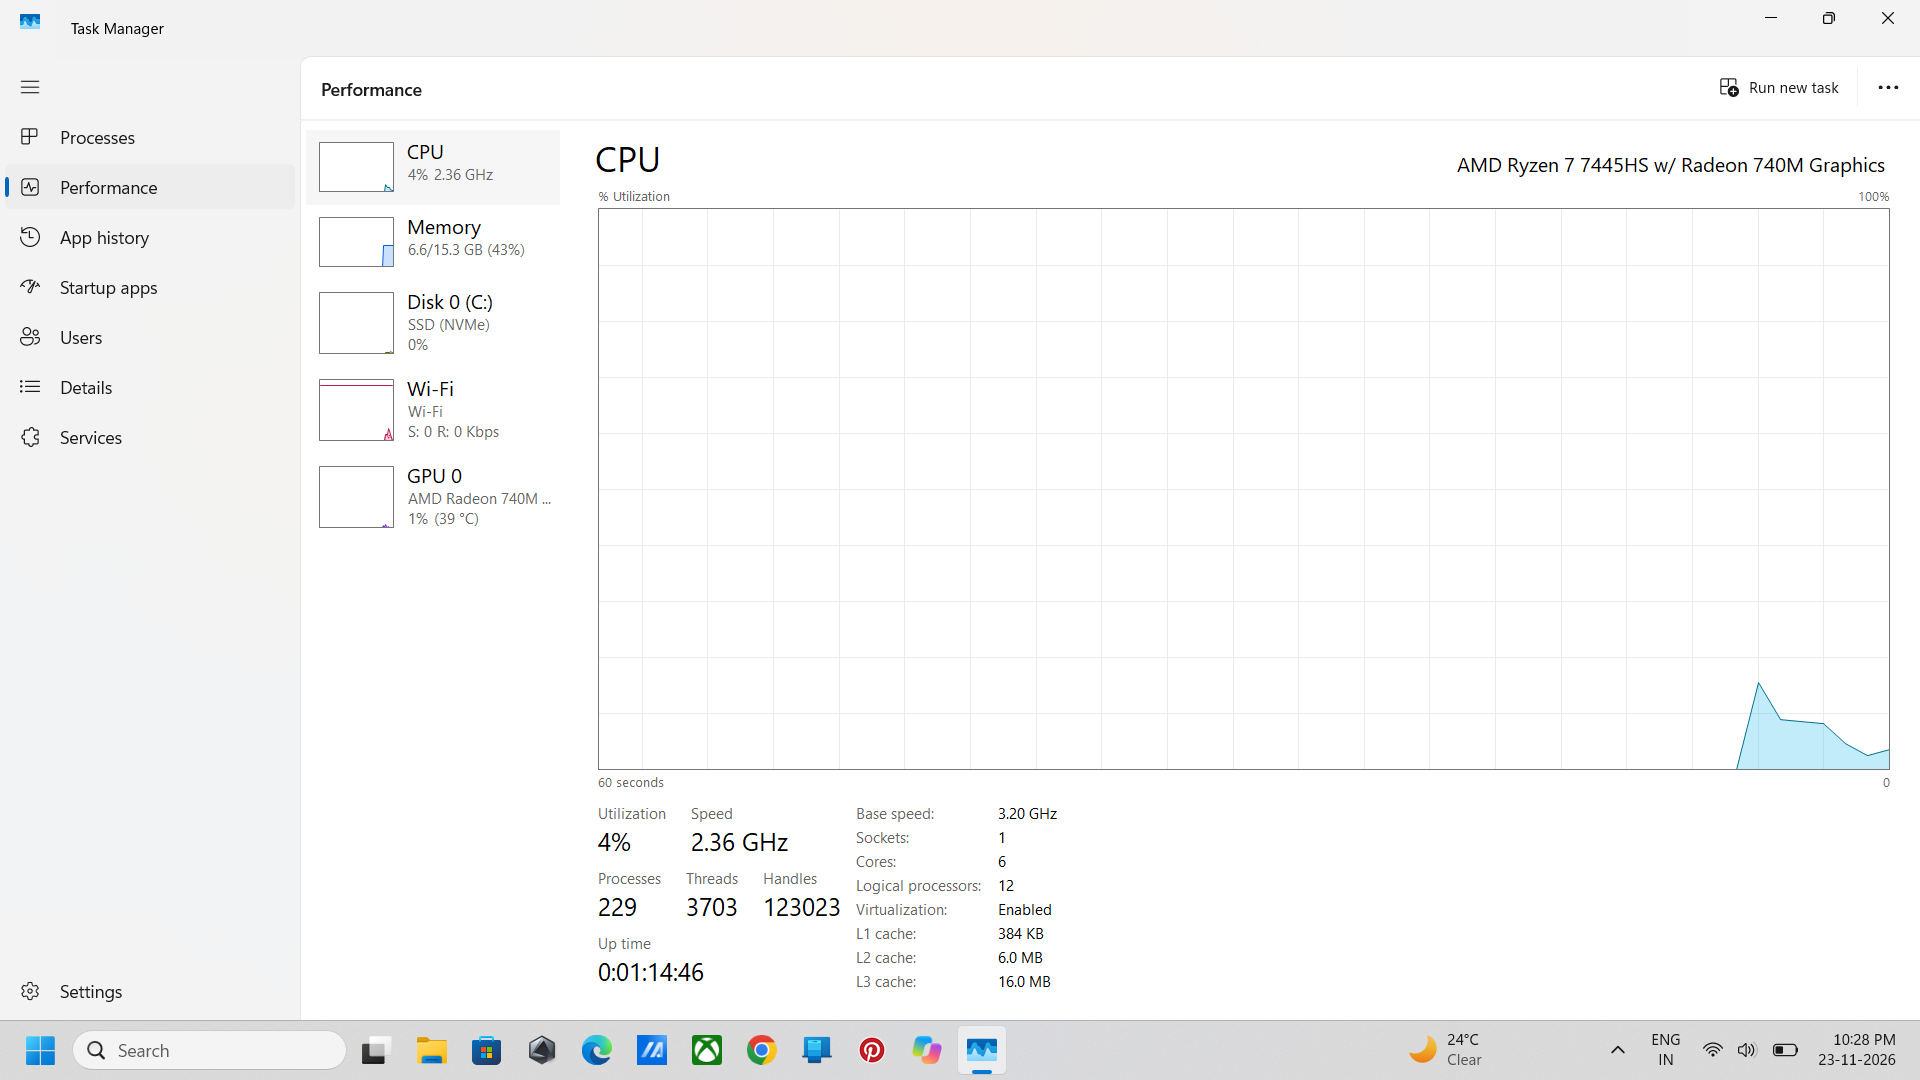 Task Manager
Performance
Run new task
Processes
Performance
App history
Startup apps
Users
Details
Services
Settings
CPU
4% 2.36 GHz
Memory
6.6/15.3 GB (43%)
Disk 0 (C:)
SSD (NVMe)
0%
Wi-Fi
Wi-Fi
S: 0 R: 0 Kbps
GPU 0
AMD Radeon 740M ...
1% (39 °C)
CPU
AMD Ryzen 7 7445HS w/ Radeon 740M Graphics
% Utilization
100%
60 seconds
0
Utilization
4%
Speed
2.36 GHz
Processes
229
Threads
3703
Handles
123023
Up time
0:01:14:46
Base speed: 3.20 GHz
Sockets: 1
Cores: 6
Logical processors: 12
Virtualization: Enabled
L1 cache: 384 KB
L2 cache: 6.0 MB
L3 cache: 16.0 MB
Search
24°C
Clear
ENG
IN
10:28 PM
23-11-2026